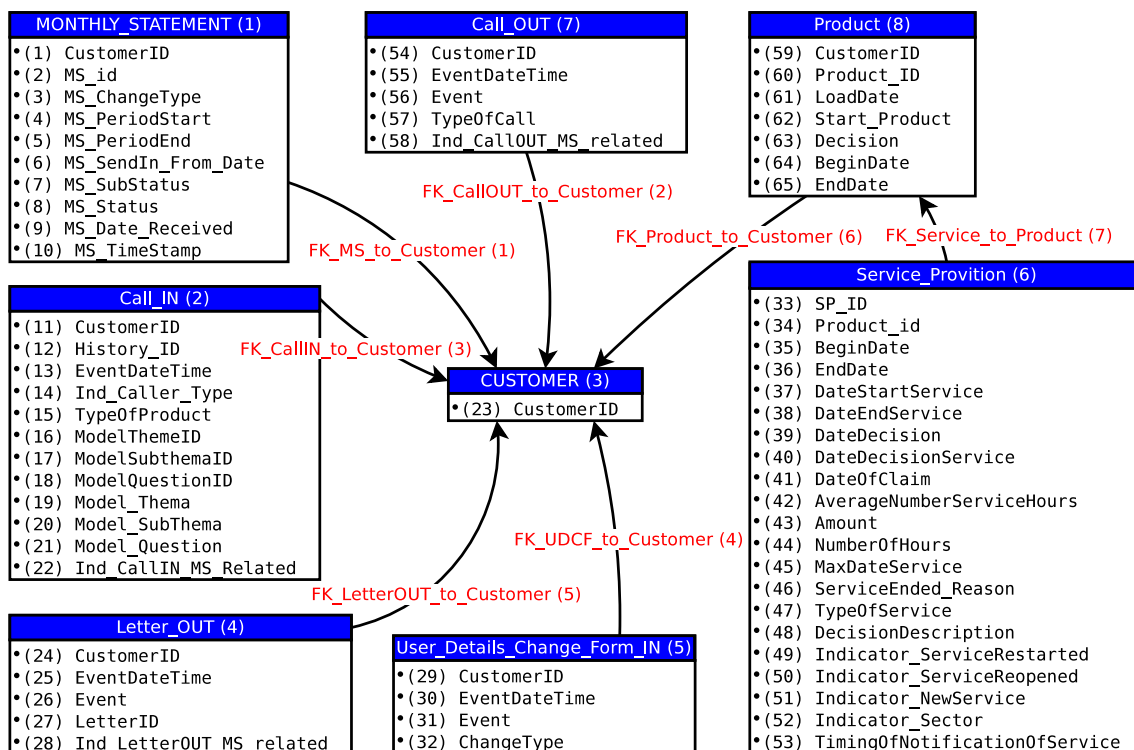 MONTHLY_STATEMENT (1)
•(1) CustomerID
•(2) MS_id
•(3) MS_ChangeType
•(4) MS_PeriodStart
•(5) MS_PeriodEnd
•(6) MS_SendIn_From_Date
•(7) MS_SubStatus
•(8) MS_Status
•(9) MS_Date_Received
•(10) MS_TimeStamp
Call_OUT (7)
•(54) CustomerID
•(55) EventDateTime
•(56) Event
•(57) TypeOfCall
•(58) Ind_CallOUT_MS_related
Product (8)
•(59) CustomerID
•(60) Product_ID
•(61) LoadDate
•(62) Start_Product
•(63) Decision
•(64) BeginDate
•(65) EndDate
FK_CallOUT_to_Customer (2)
FK_MS_to_Customer (1)
FK_Product_to_Customer (6)
FK_Service_to_Product (7)
Call_IN (2)
•(11) CustomerID
•(12) History_ID
•(13) EventDateTime
•(14) Ind_Caller_Type
•(15) TypeOfProduct
•(16) ModelThemeID
•(17) ModelSubthemaID
•(18) ModelQuestionID
•(19) Model_Thema
•(20) Model_SubThema
•(21) Model_Question
•(22) Ind_CallIN_MS_Related
FK_CallIN_to_Customer (3)
CUSTOMER (3)
•(23) CustomerID
Service_Provition (6)
•(33) SP_ID
•(34) Product_id
•(35) BeginDate
•(36) EndDate
•(37) DateStartService
•(38) DateEndService
•(39) DateDecision
•(40) DateDecisionService
•(41) DateOfClaim
•(42) AverageNumberServiceHours
•(43) Amount
•(44) NumberOfHours
•(45) MaxDateService
•(46) ServiceEnded_Reason
•(47) TypeOfService
•(48) DecisionDescription
•(49) Indicator_ServiceRestarted
•(50) Indicator_ServiceReopened
•(51) Indicator_NewService
•(52) Indicator_Sector
•(53) TimingOfNotificationOfService
FK_UDCF_to_Customer (4)
FK_LetterOUT_to_Customer (5)
Letter_OUT (4)
•(24) CustomerID
•(25) EventDateTime
•(26) Event
•(27) LetterID
•(28) Ind_LetterOUT_MS_related
User_Details_Change_Form_IN (5)
•(29) CustomerID
•(30) EventDateTime
•(31) Event
•(32) ChangeType